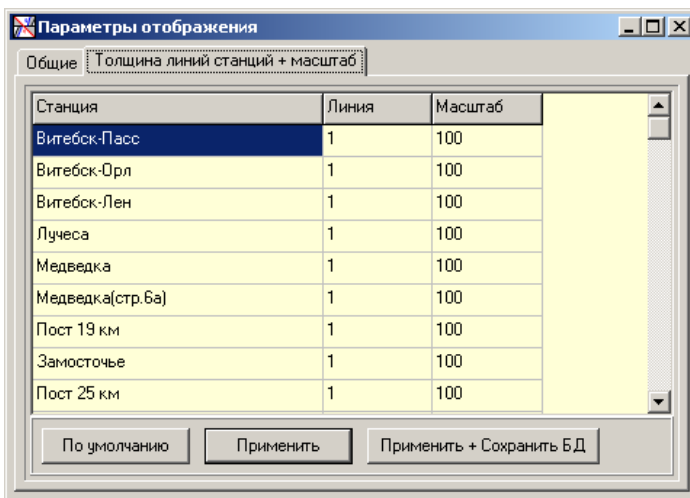 Параметры отображения
Общие Толщина линий станций + масштаб
Станция Линия Масштаб
Витебск-Пасс 1 100
Витебск-Орл 1 100
Витебск-Лен 1 100
Лучеса 1 100
Медведка 1 100
Медведка(стр.6а) 1 100
Пост 19 км 1 100
Замосточье 1 100
Пост 25 км 1 100
По умолчанию Применить Применить + Сохранить БД